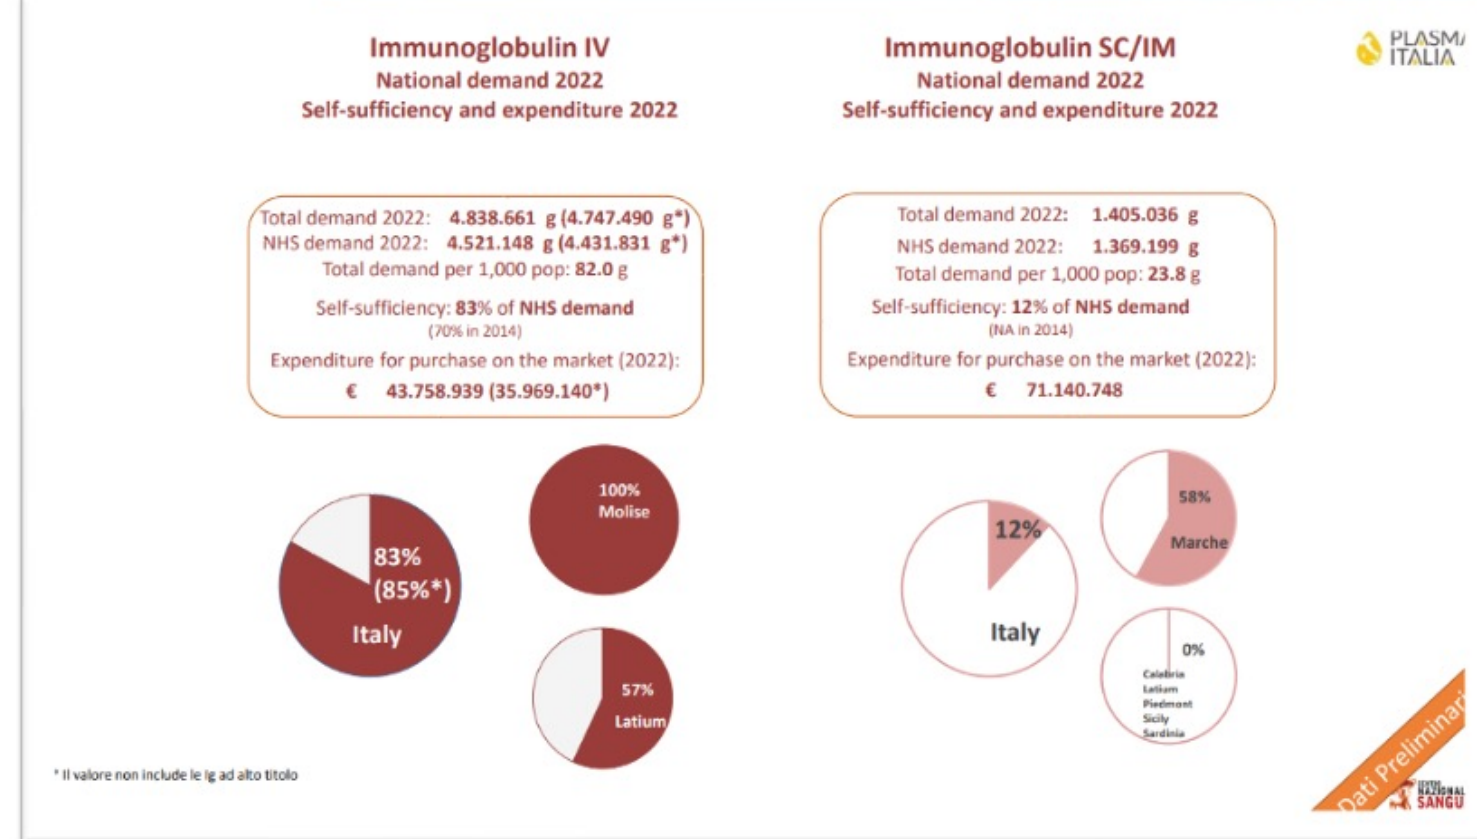 Immunoglobulin IV
National demand 2022
Self-sufficiency and expenditure 2022
Total demand 2022: 4.838.661 g (4.747.490 g*)
NHS demand 2022: 4.521.148 g (4.431.831 g*)
Total demand per 1,000 pop: 82.0 g
Self-sufficiency: 83% of NHS demand
(70% in 2014)
Expenditure for purchase on the market (2022):
€ 43.758.939 (35.969.140*)
83%
(85%*)
Italy
100%
Molise
57%
Latium
Immunoglobulin SC/IM
National demand 2022
Self-sufficiency and expenditure 2022
Total demand 2022: 1.405.036 g
NHS demand 2022: 1.369.199 g
Total demand per 1,000 pop: 23.8 g
Self-sufficiency: 12% of NHS demand
(NA in 2014)
Expenditure for purchase on the market (2022):
€ 71.140.748
12%
Italy
58%
Marche
0%
Calabria
Latium
Piedmont
Sicily
Sardinia
PLASMA
ITALIA
* Il valore non include le Ig ad alto titolo
Dati Preliminari
NAZIONAL
SANGU